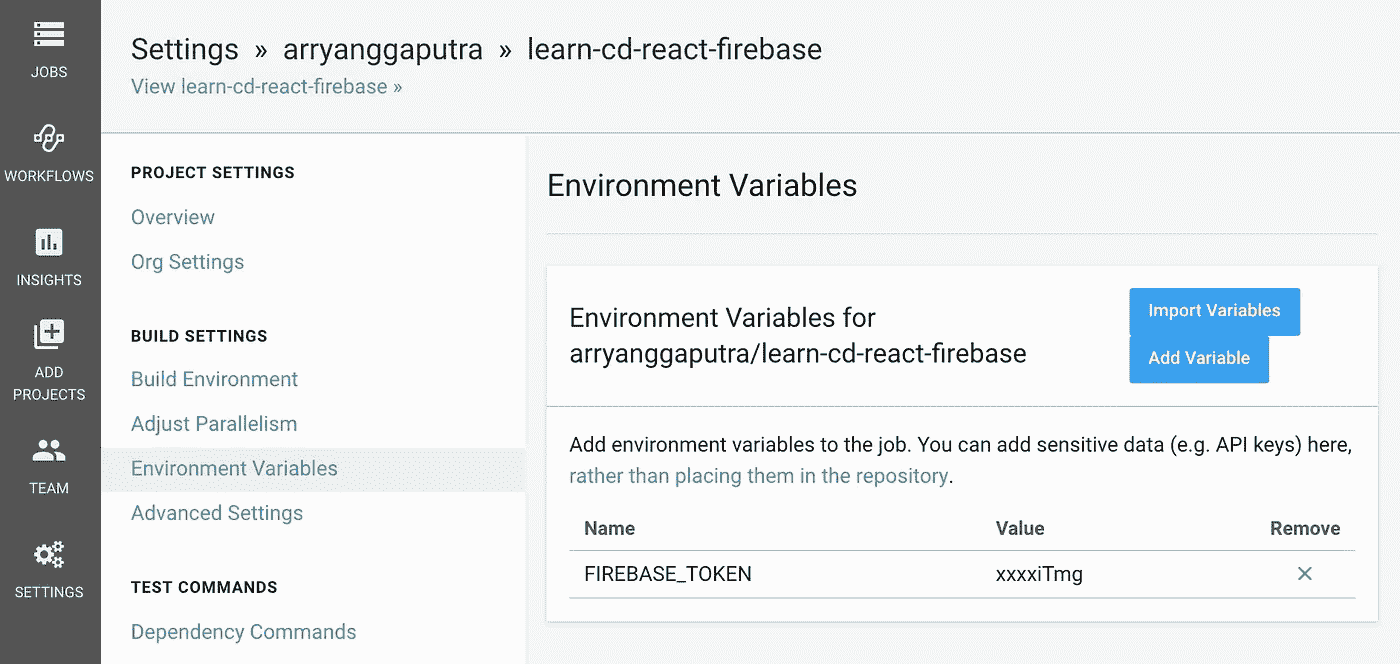 JOBS
WORKFLOWS
INSIGHTS
ADD
PROJECTS
TEAM
SETTINGS
Settings » arryanggaputra » learn-cd-react-firebase
View learn-cd-react-firebase »
PROJECT SETTINGS
Overview
Org Settings
BUILD SETTINGS
Build Environment
Adjust Parallelism
Environment Variables
Advanced Settings
TEST COMMANDS
Dependency Commands
Environment Variables
Environment Variables for
arryanggaputra/learn-cd-react-firebase
Import Variables
Add Variable
Add environment variables to the job. You can add sensitive data (e.g. API keys) here,
rather than placing them in the repository.
Name Value Remove
FIREBASE_TOKEN xxxxiTmg